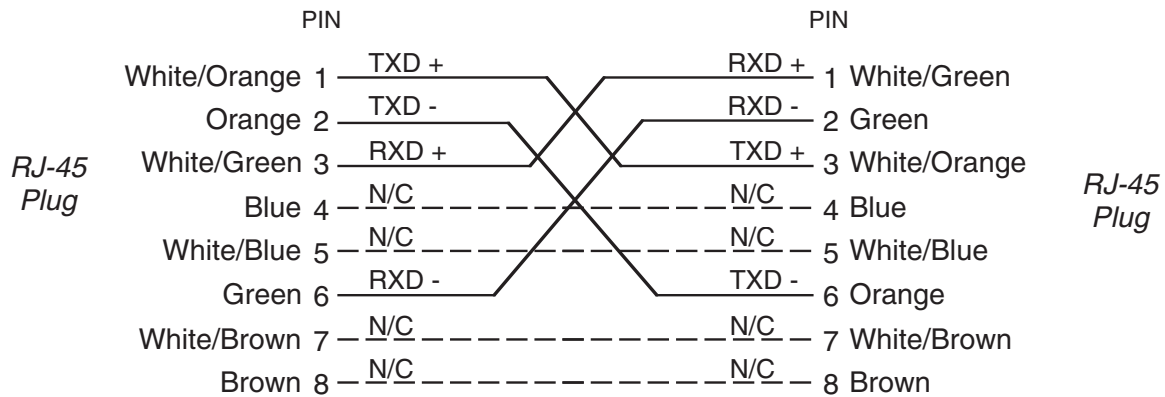 PIN PIN
White/Orange 1 TXD + RXD + 1 White/Green
Orange 2 TXD - RXD - 2 Green
White/Green 3 RXD + TXD + 3 White/Orange
RJ-45
Plug
Blue 4 N/C N/C 4 Blue
RJ-45
Plug
White/Blue 5 N/C N/C 5 White/Blue
Green 6 RXD - TXD - 6 Orange
White/Brown 7 N/C N/C 7 White/Brown
Brown 8 N/C N/C 8 Brown